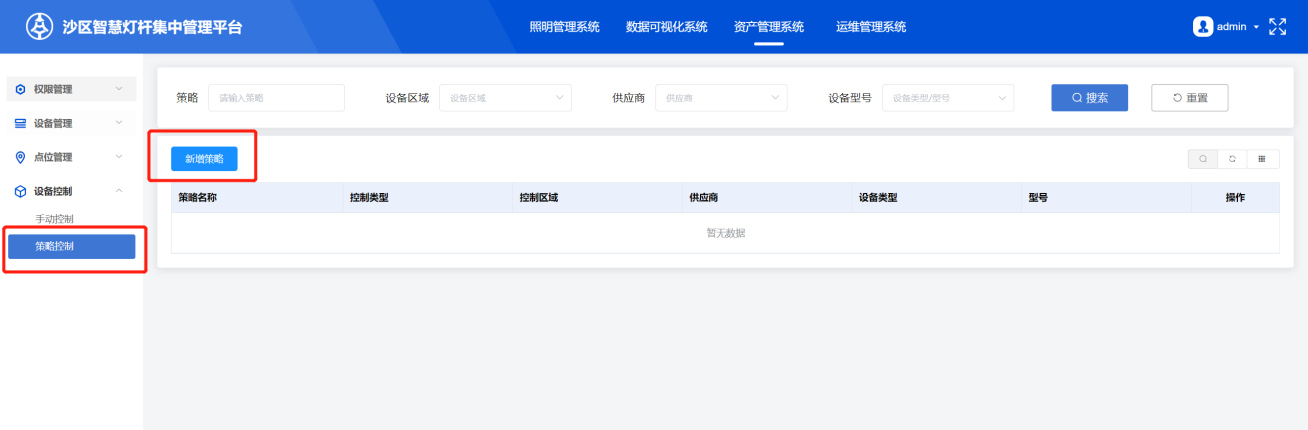 沙区智慧灯杆集中管理平台 照明管理系统 数据可视化系统 资产管理系统 运维管理系统 admin
权限管理
设备管理
点位管理
设备控制
手动控制
策略控制
策略 请输入策略 设备区域 设备区域 供应商 供应商 设备型号 设备类型/型号 搜索 重置
新增策略
策略名称 控制类型 控制区域 供应商 设备类型 型号 操作
暂无数据